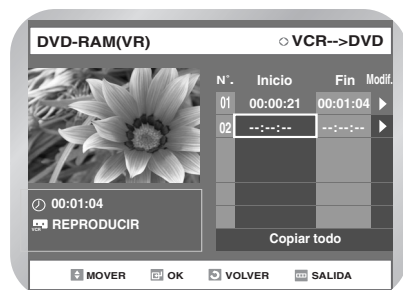 DVD-RAM(VR) VCR-->DVD
N°. Inicio Fin Modif.
01 00:00:21 00:01:04
02 --:--:-- --:--:--
00:01:04
VCR REPRODUCIR
Copiar todo
MOVER OK VOLVER SALIDA